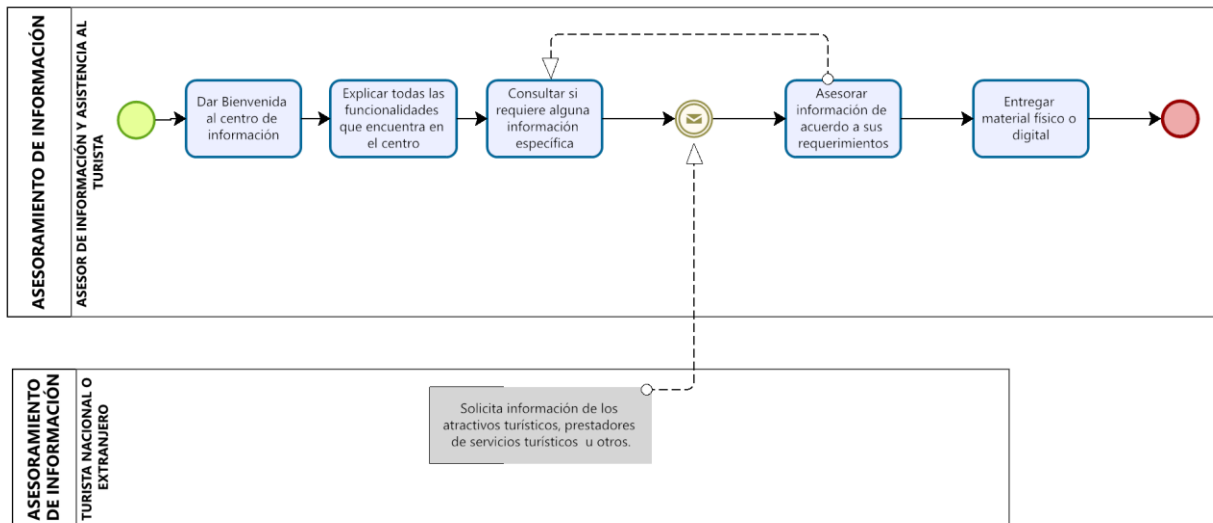 ASESORAMIENTO DE INFORMACIÓN
ASESOR DE INFORMACIÓN Y ASISTENCIA AL
TURISTA
Dar Bienvenida
al centro de
información
Explicar todas las
funcionalidades
que encuentra en
el centro
Consultar si
requiere alguna
información
específica
Asesorar
información de
acuerdo a sus
requerimientos
Entregar
material físico o
digital
ASESORAMIENTO
DE INFORMACIÓN
TURISTA NACIONAL O
EXTRANJERO
Solicita información de los
atractivos turísticos, prestadores
de servicios turísticos u otros.